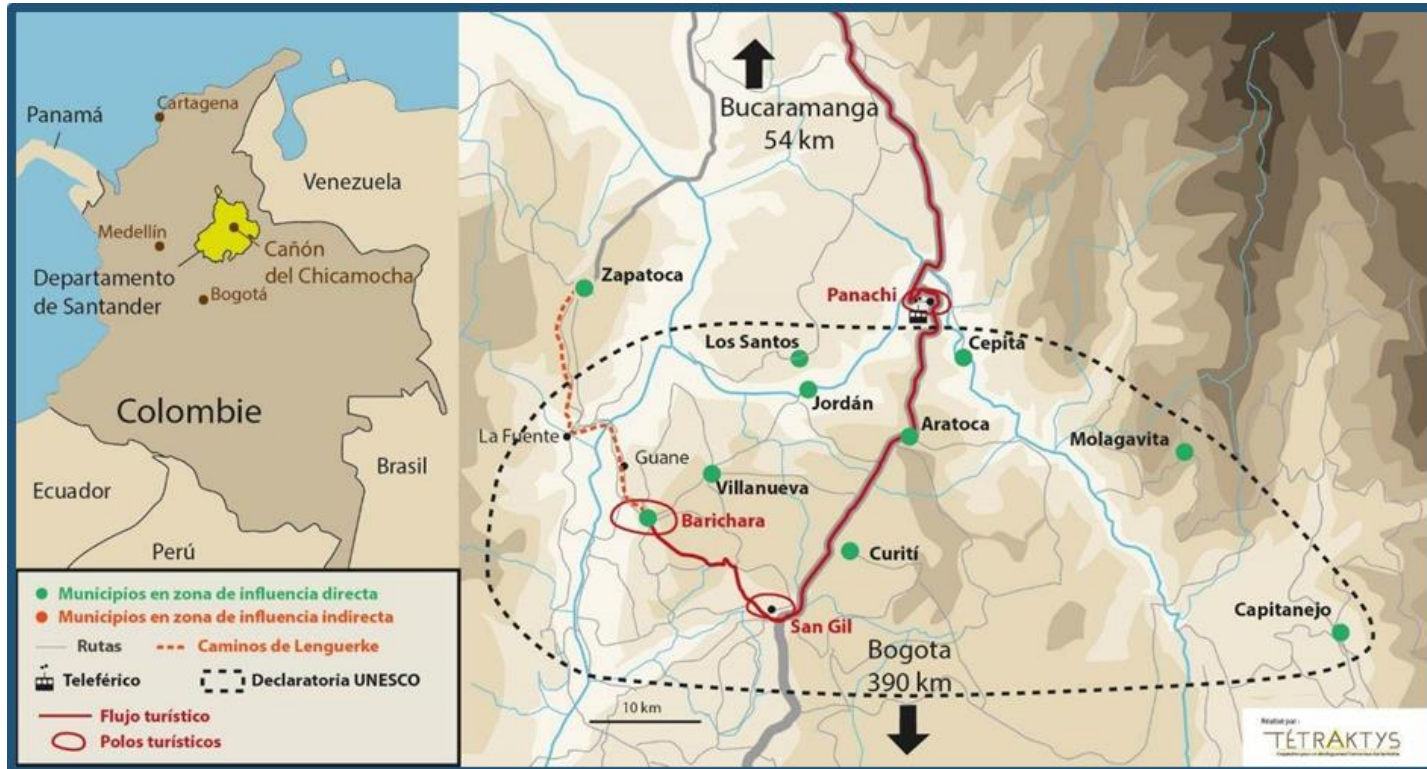 Cartagena
Panamá
Venezuela
Medellín
Cañón
del Chicamocha
Departamento
de Santander
Bogotá
Colombie
Brasil
Ecuador
Perú
Municipios en zona de influencia directa
Municipios en zona de influencia indirecta
Rutas
Caminos de Lenguerke
Teleférico
Declaratoria UNESCO
Flujo turístico
Polos turísticos
Bucaramanga
54 km
Zapatoca
Panachi
Los Santos
Cepitá
Jordán
La Fuente
Aratoca
Molagavita
Guane
Villanueva
Barichara
Curití
San Gil
Capitanejo
Bogota
390 km
10 km
Réalisé par :
TÉTRAKTYS